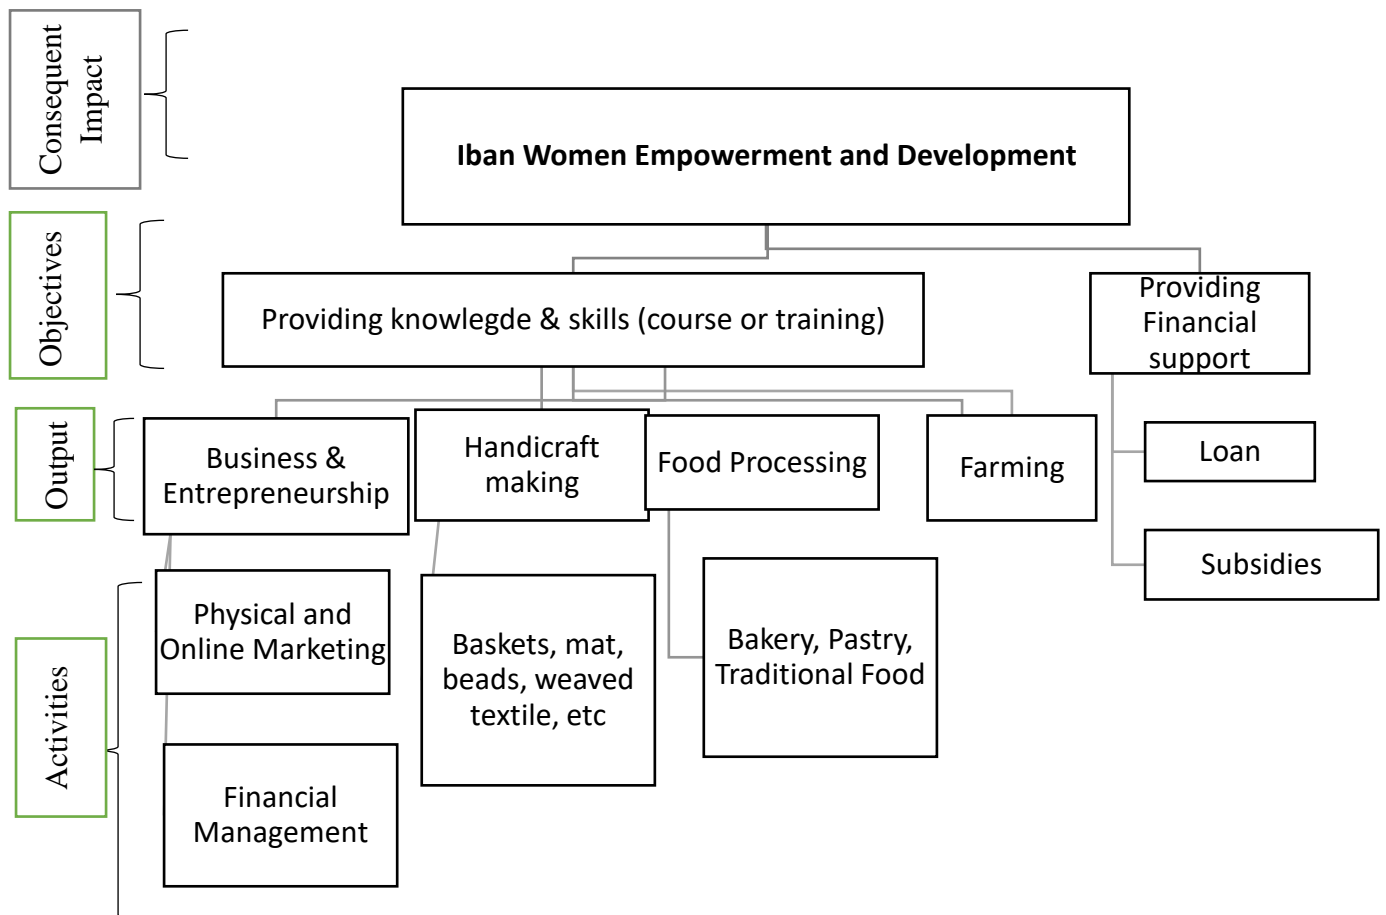 Consequent
Impact
Iban Women Empowerment and Development
Objectives
Providing knowlegde & skills (course or training)
Providing
Financial
support
Output
Business &
Entrepreneurship
Handicraft
making
Food Processing
Farming
Loan
Subsidies
Activities
Physical and
Online Marketing
Baskets, mat,
beads, weaved
textile, etc
Bakery, Pastry,
Traditional Food
Financial
Management